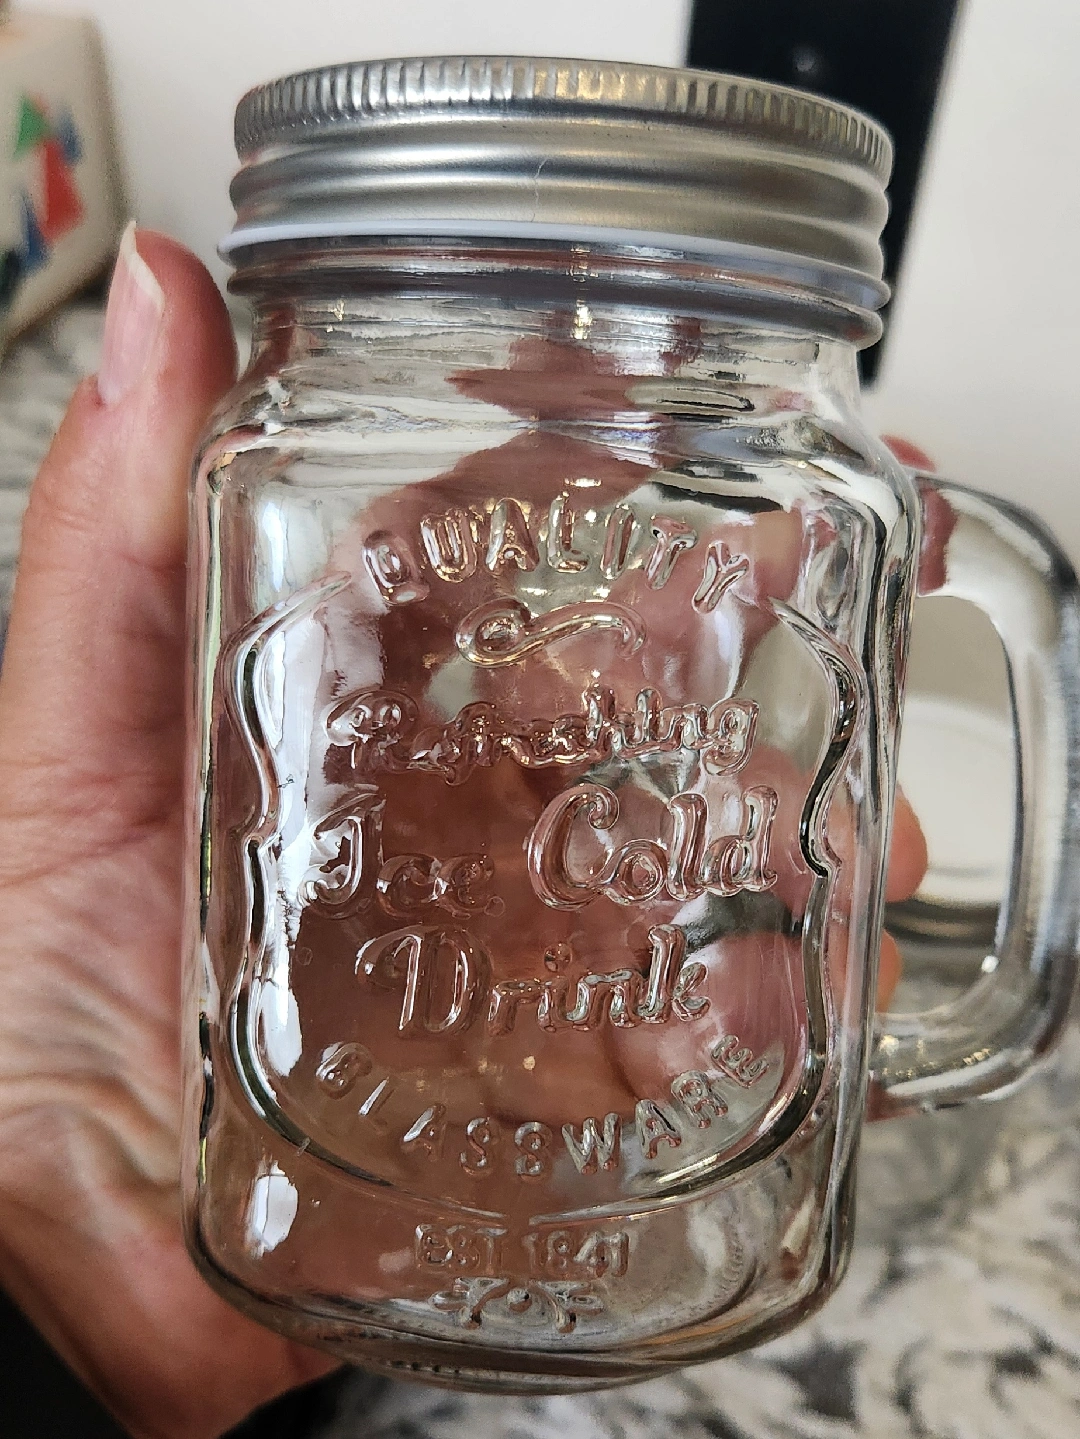 QUALITY
Refreshing
Ice Cold
Drink
GLASSWARE
EST 1841